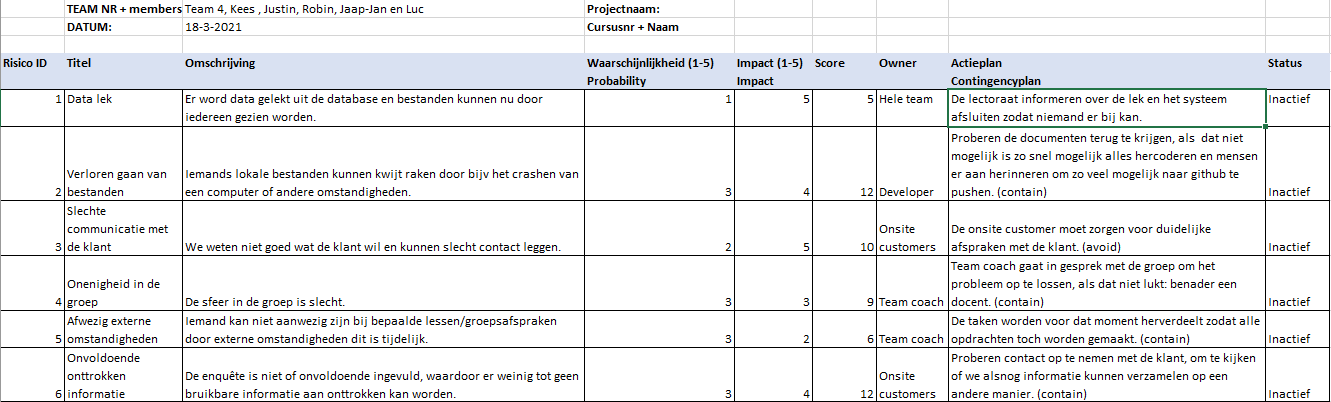 TEAM NR + members Team 4, Kees , Justin, Robin, Jaap-Jan en Luc Projectnaam:
DATUM: 18-3-2021 Cursusnr + Naam
Risico ID Titel Omschrijving Waarschijnlijkheid (1-5) Impact (1-5) Score Owner Actieplan Status
Probability Impact Contingencyplan
1 Data lek Er word data gelekt uit de database en bestanden kunnen nu door 1 5 5 Hele team De lectoraat informeren over de lek en het systeem Inactief
iedereen gezien worden. afsluiten zodat niemand er bij kan.
Proberen de documenten terug te krijgen, als  dat niet
mogelijk is zo snel mogelijk alles hercoderen en mensen
Verloren gaan van Iemands lokale bestanden kunnen kwijt raken door bijv het crashen van er aan herinneren om zo veel mogelijk naar github te
2 bestanden een computer of andere omstandigheden. 3 4 12 Developer pushen. (contain) Inactief
Slechte
communicatie met Onsite De onsite customer moet zorgen voor duidelijke
3 de klant We weten niet goed wat de klant wil en kunnen slecht contact leggen. 2 5 10 customers afspraken met de klant. (avoid) Inactief
Team coach gaat in gesprek met de groep om het
Onenigheid in de probleem op te lossen, als dat niet lukt: benader een
4 groep De sfeer in de groep is slecht. 3 3 9 Team coach docent. (contain) Inactief
Afwezig externe Iemand kan niet aanwezig zijn bij bepaalde lessen/groepsafspraken De taken worden voor dat moment herverdeelt zodat alle
5 omstandigheden door externe omstandigheden dit is tijdelijk. 3 2 6 Team coach opdrachten toch worden gemaakt. (contain) Inactief
Onvoldoende Proberen contact op te nemen met de klant, om te kijken
onttrokken De enquête is niet of onvoldoende ingevuld, waardoor er weinig tot geen Onsite of we alsnog informatie kunnen verzamelen op een
6 informatie bruikbare informatie aan onttrokken kan worden. 3 4 12 customers andere manier. (contain) Inactief